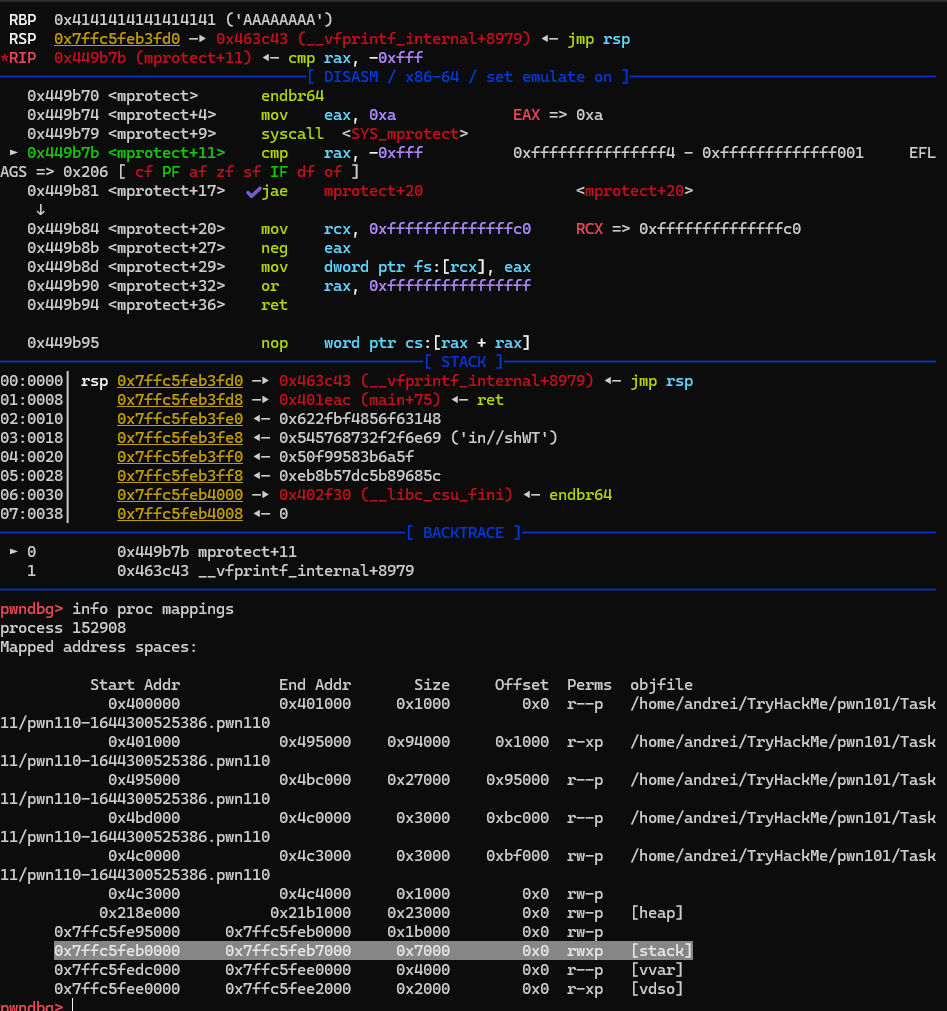 RBP  0x4141414141414141 ('AAAAAAAA')
RSP  0x7ffc5feb3fd0 —▸ 0x463c43 (__vfprintf_internal+8979) ◂— jmp rsp
*RIP  0x449b7b (mprotect+11) ◂— cmp rax, -0xfff
[ DISASM / x86-64 / set emulate on ]
0x449b70 <mprotect>       endbr64
0x449b74 <mprotect+4>     mov    eax, 0xa             EAX => 0xa
0x449b79 <mprotect+9>     syscall  <SYS_mprotect>
► 0x449b7b <mprotect+11>    cmp    rax, -0xfff          0xfffffffffffffff4 - 0xfffffffffffff001     EFL
AGS => 0x206 [ cf PF af zf sf IF df of ]
0x449b81 <mprotect+17>  ✔ jae    mprotect+20                 <mprotect+20>
↓
0x449b84 <mprotect+20>    mov    rcx, 0xffffffffffffffc0     RCX => 0xffffffffffffffc0
0x449b8b <mprotect+27>    neg    eax
0x449b8d <mprotect+29>    mov    dword ptr fs:[rcx], eax
0x449b90 <mprotect+32>    or     rax, 0xffffffffffffffff
0x449b94 <mprotect+36>    ret
0x449b95                  nop    word ptr cs:[rax + rax]
[ STACK ]
00:0000│ rsp 0x7ffc5feb3fd0 —▸ 0x463c43 (__vfprintf_internal+8979) ◂— jmp rsp
01:0008│     0x7ffc5feb3fd8 —▸ 0x401eac (main+75) ◂— ret
02:0010│     0x7ffc5feb3fe0 ◂— 0x622fbf4856f63148
03:0018│     0x7ffc5feb3fe8 ◂— 0x545768732f2f6e69 ('in//shWT')
04:0020│     0x7ffc5feb3ff0 ◂— 0x50f99583b6a5f
05:0028│     0x7ffc5feb3ff8 ◂— 0xeb8b57dc5b89685c
06:0030│     0x7ffc5feb4000 —▸ 0x402f30 (__libc_csu_fini) ◂— endbr64
07:0038│     0x7ffc5feb4008 ◂— 0
[ BACKTRACE ]
► 0         0x449b7b mprotect+11
1         0x463c43 __vfprintf_internal+8979
pwndbg> info proc mappings
process 152908
Mapped address spaces:
Start Addr           End Addr       Size     Offset  Perms  objfile
0x400000           0x401000     0x1000        0x0  r--p   /home/andrei/TryHackMe/pwn101/Task
11/pwn110-1644300525386.pwn110
0x401000           0x495000    0x94000     0x1000  r-xp   /home/andrei/TryHackMe/pwn101/Task
11/pwn110-1644300525386.pwn110
0x495000           0x4bc000    0x27000    0x95000  r--p   /home/andrei/TryHackMe/pwn101/Task
11/pwn110-1644300525386.pwn110
0x4bd000           0x4c0000     0x3000    0xbc000  r--p   /home/andrei/TryHackMe/pwn101/Task
11/pwn110-1644300525386.pwn110
0x4c0000           0x4c3000     0x3000    0xbf000  rw-p   /home/andrei/TryHackMe/pwn101/Task
11/pwn110-1644300525386.pwn110
0x4c3000           0x4c4000     0x1000        0x0  rw-p
0x218e000          0x21b1000    0x23000        0x0  rw-p   [heap]
0x7ffc5fe95000     0x7ffc5feb0000    0x1b000        0x0  rw-p
0x7ffc5feb0000     0x7ffc5feb7000     0x7000        0x0  rwxp   [stack]
0x7ffc5fedc000     0x7ffc5fee0000     0x4000        0x0  r--p   [vvar]
0x7ffc5fee0000     0x7ffc5fee2000     0x2000        0x0  r-xp   [vdso]
pwndbg>